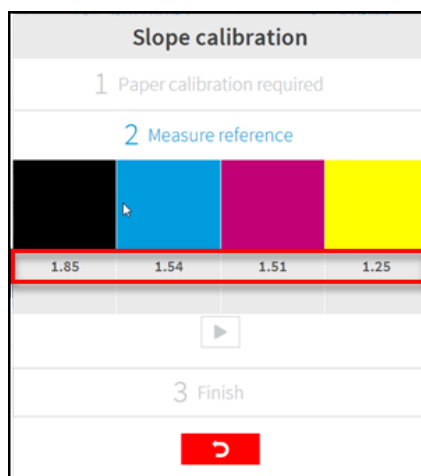 Slope calibration
1 Paper calibration required
2 Measure reference
1.85 1.54 1.51 1.25
3 Finish